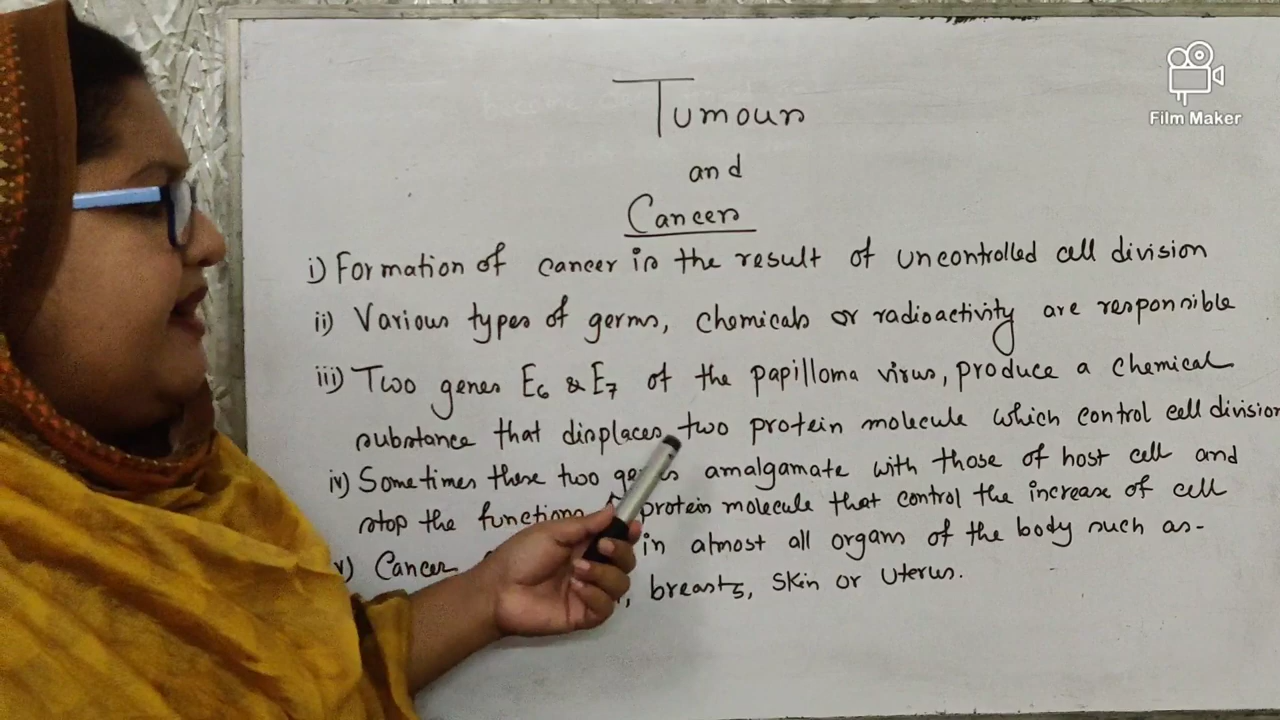 Tumour
and
Cancer
Film Maker
i) Formation of cancer is the result of uncontrolled cell division
ii) Various types of germs, chemicals or radioactivity are responsible
iii) Two genes E6 & E7 of the papilloma virus, produce a chemical
substance that displaces two protein molecule which control cell division
iv) Sometimes these two genes amalgamate with those of host cell and
stop the functions protein molecule that control the increase of cell
v) Cancer in almost all organs of the body such as-
breasts, skin or uterus.